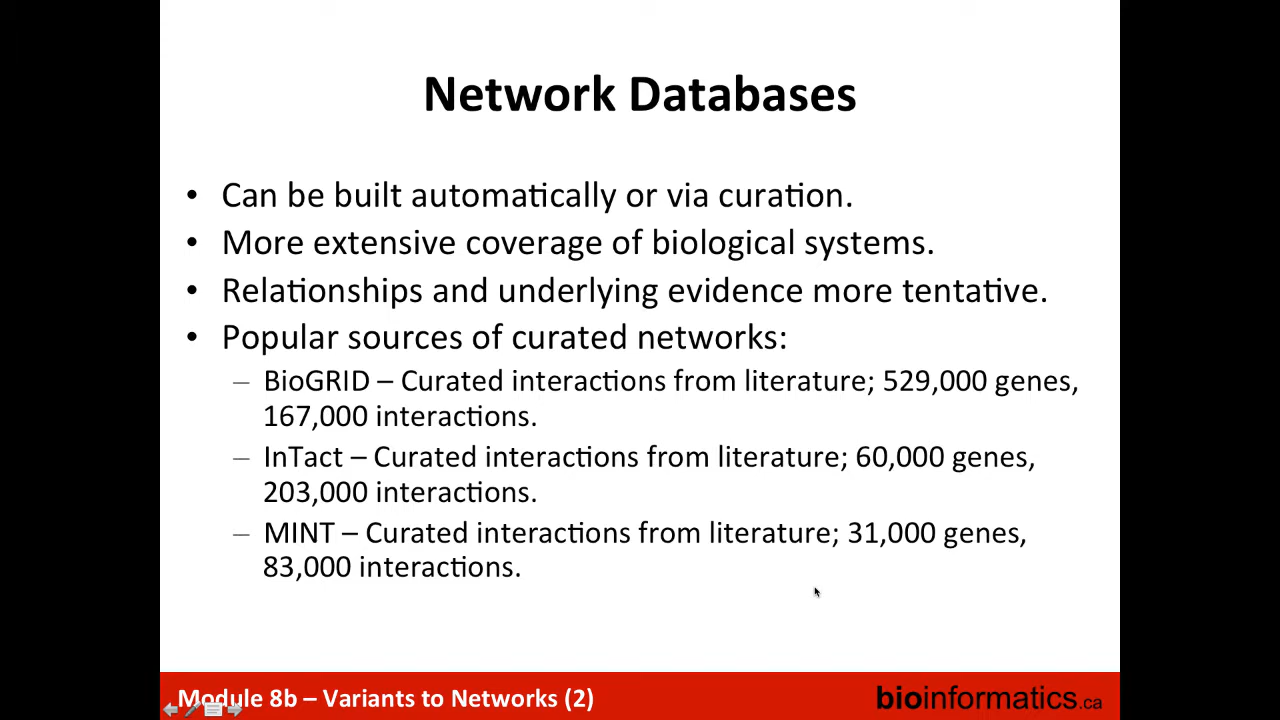 Network Databases
• Can be built automatically or via curation.
• More extensive coverage of biological systems.
• Relationships and underlying evidence more tentative.
• Popular sources of curated networks:
– BioGRID – Curated interactions from literature; 529,000 genes,
167,000 interactions.
– InTact – Curated interactions from literature; 60,000 genes,
203,000 interactions.
– MINT – Curated interactions from literature; 31,000 genes,
83,000 interactions.
Module 8b – Variants to Networks (2)
bioinformatics.ca